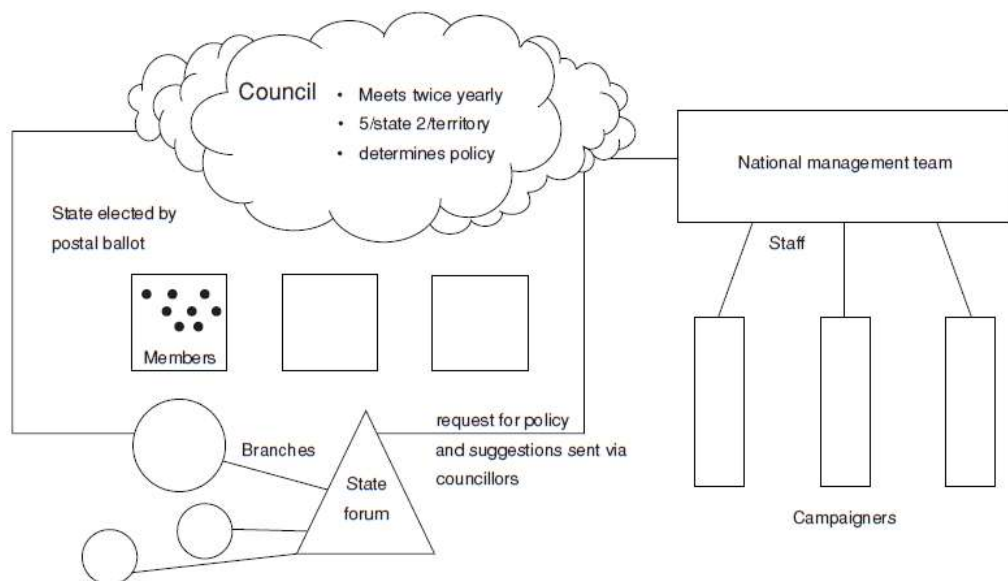 Council
• Meets twice yearly
• 5/state 2/territory
• determines policy
National management team
State elected by
postal ballot
Staff
Members
request for policy
and suggestions sent via
councillors
Branches
State
forum
Campaigners